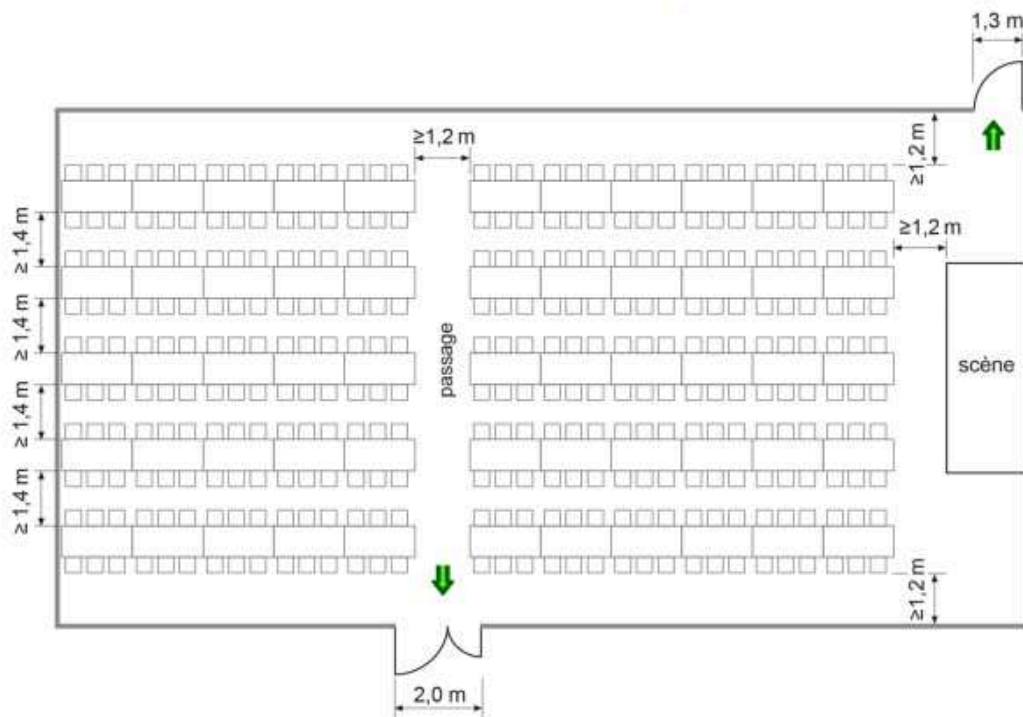 1,3 m
≥1,2 m
≥1,2 m
≥ 1,4 m
≥1,2 m
≥ 1,4 m
passage
scène
≥ 1,4 m
≥ 1,4 m
≥1,2 m
2,0 m